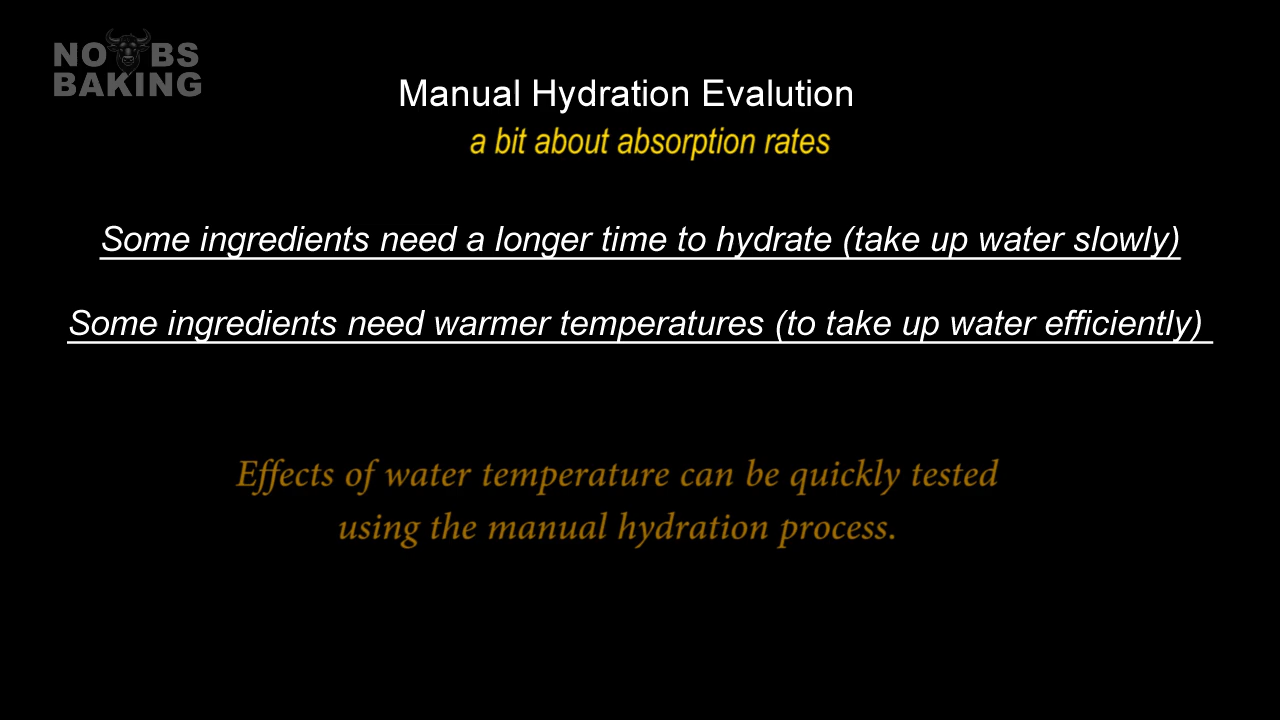 NO BS
BAKING
Manual Hydration Evalution
a bit about absorption rates
Some ingredients need a longer time to hydrate (take up water slowly)
Some ingredients need warmer temperatures (to take up water efficiently)
Effects of water temperature can be quickly tested
using the manual hydration process.